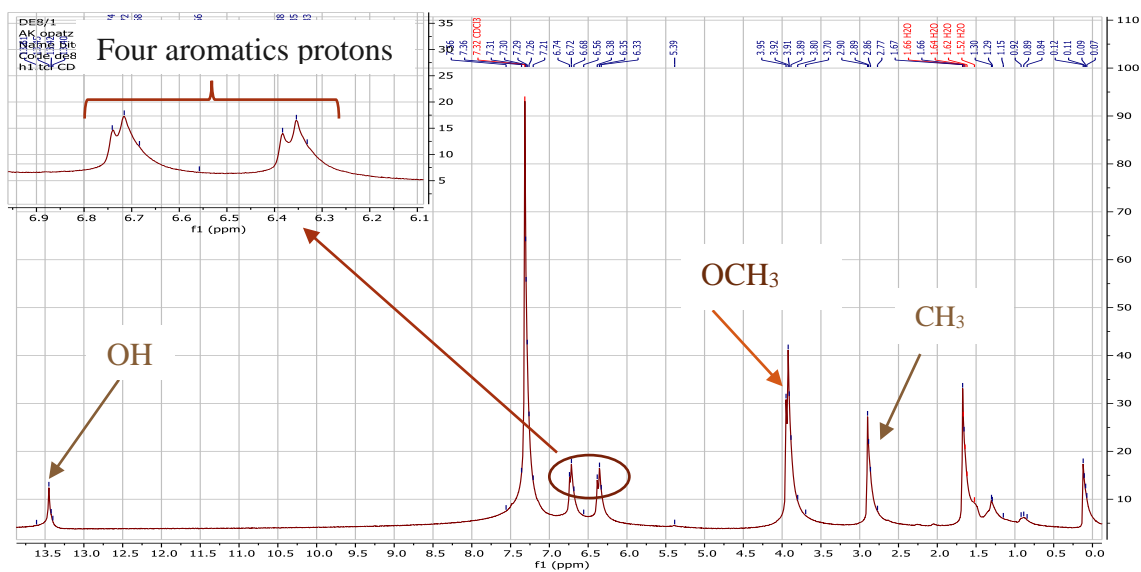 DE8/1
AK opatz
h1 tcr CD
Four aromatics protons
35
30
25
20
15
10
5
6.9 6.8 6.7 6.6 6.5 6.4 6.3 6.2 6.1
f1 (ppm)
7.56 7.36 7.32 CDCl3 7.31 7.30 7.29 7.26 7.21 6.74 6.72 6.68 6.56 6.38 6.35 6.33 5.39 3.95 3.92 3.91 3.89 3.80 3.70 2.90 2.89 2.86 2.77 1.67 1.66 H2O 1.66 1.64 H2O 1.62 H2O 1.52 H2O 1.30 1.29 1.15 0.92 0.89 0.84 0.12 0.11 0.09 0.07
110
100
90
80
70
60
50
40
30
20
10
OCH₃
CH₃
OH
13.5 13.0 12.5 12.0 11.5 11.0 10.5 10.0 9.5 9.0 8.5 8.0 7.5 7.0 6.5 6.0 5.5 5.0 4.5 4.0 3.5 3.0 2.5 2.0 1.5 1.0 0.5 0.0
f1 (ppm)